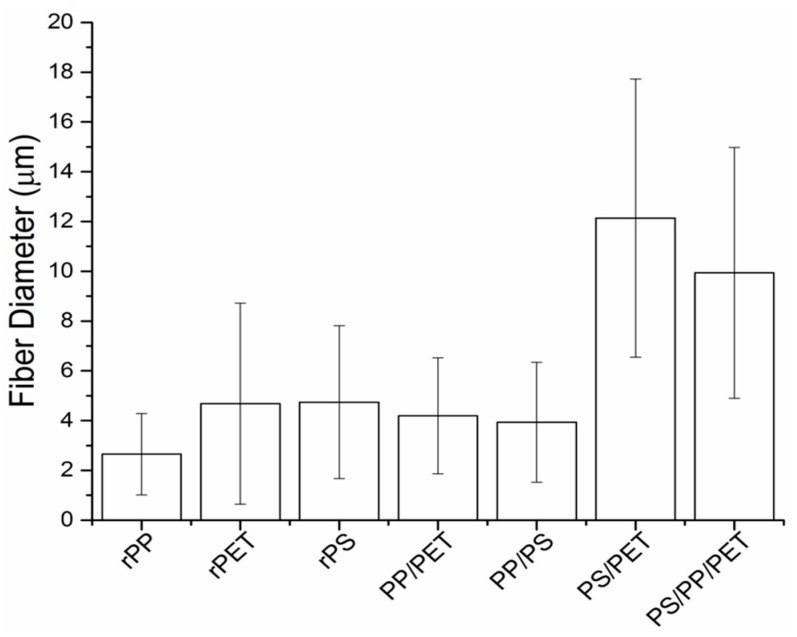 Fiber Diameter (μm)
20
18
16
14
12
10
8
6
4
2
0
rPP
rPET
rPS
PP/PET
PP/PS
PS/PET
PS/PP/PET